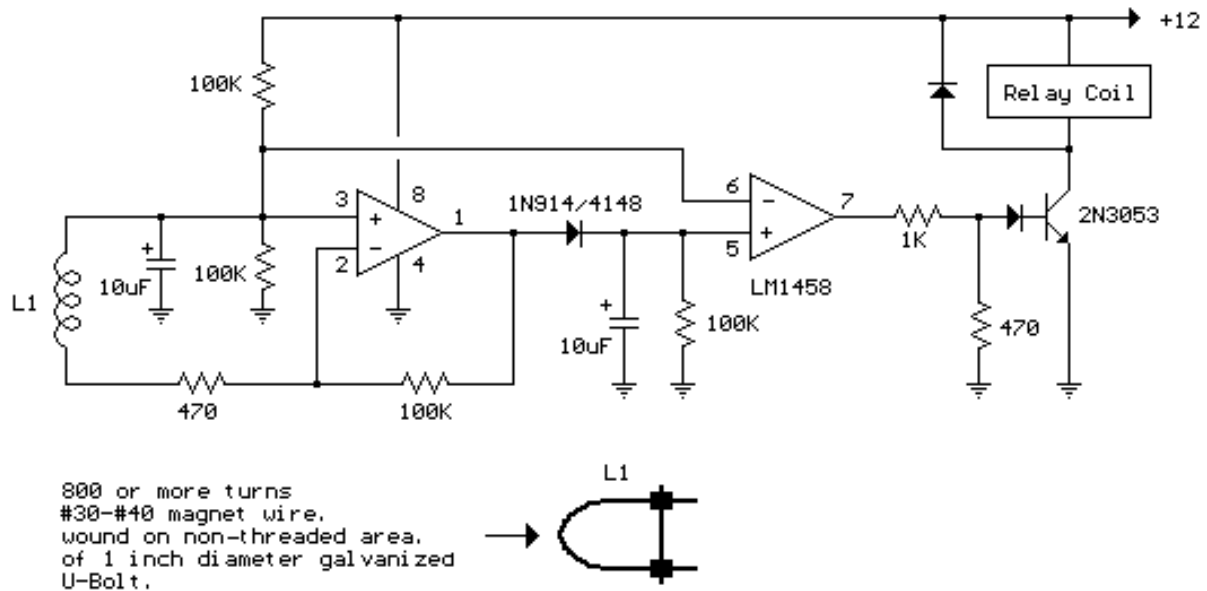 +12
100K
Relay Coil
3
8
1
1N914/4148
6
7
2N3053
+
−
2
4
−
+
5
1K
LM1458
L1
+
10uF
100K
+
10uF
100K
470
470
100K
L1
800 or more turns
#30-#40 magnet wire.
wound on non-threaded area.
of 1 inch diameter galvanized
U-Bolt.